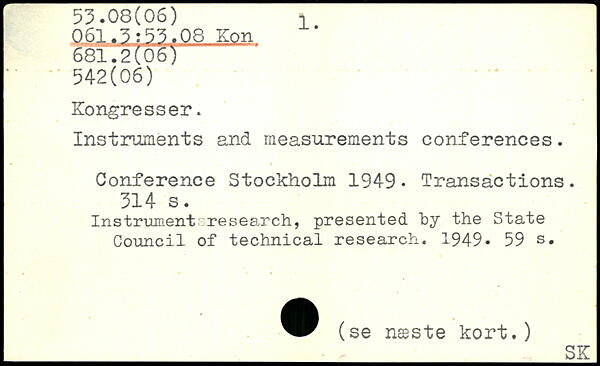 53.08(06)
1.
061.3:53.08 Kon
681.2(06)
542(06)
Kongresser.
Instruments and measurements conferences.
Conference Stockholm 1949. Transactions.
314 s.
Instrumentsresearch, presented by the State
Council of technical research. 1949. 59 s.
(se næste kort.)
SK